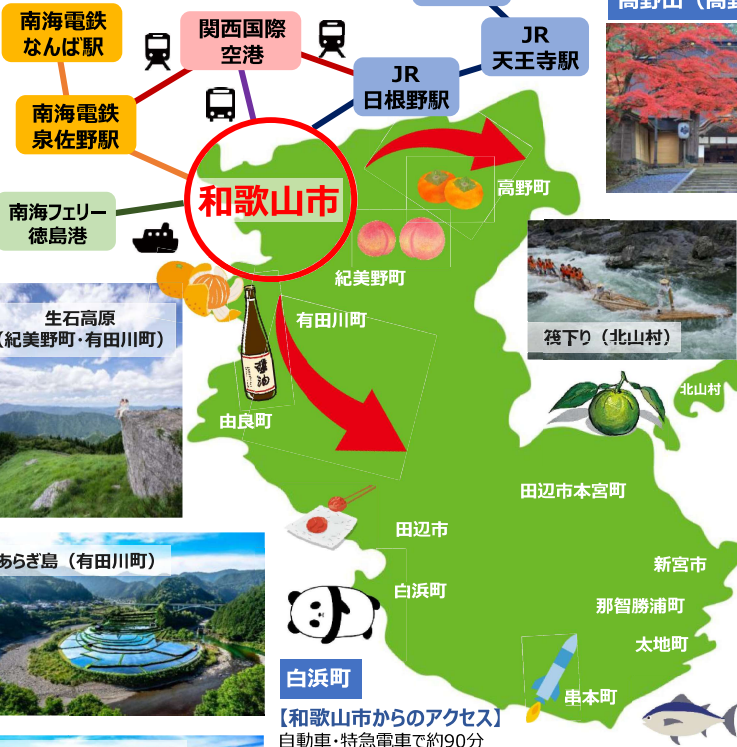 南海電鉄
なんば駅
関西国際
空港
JR
天王寺駅
JR
日根野駅
南海電鉄
泉佐野駅
高野山（高野
和歌山市
高野町
南海フェリー
徳島港
紀美野町
生石高原
【紀美野町・有田川町）
有田川町
筏下り（北山村）
醤油
由良町
北山村
田辺市本宮町
田辺市
あらぎ島（有田川町）
新宮市
白浜町
那智勝浦町
太地町
白浜町
串本町
【和歌山市からのアクセス】
自動車・特急電車で約90分